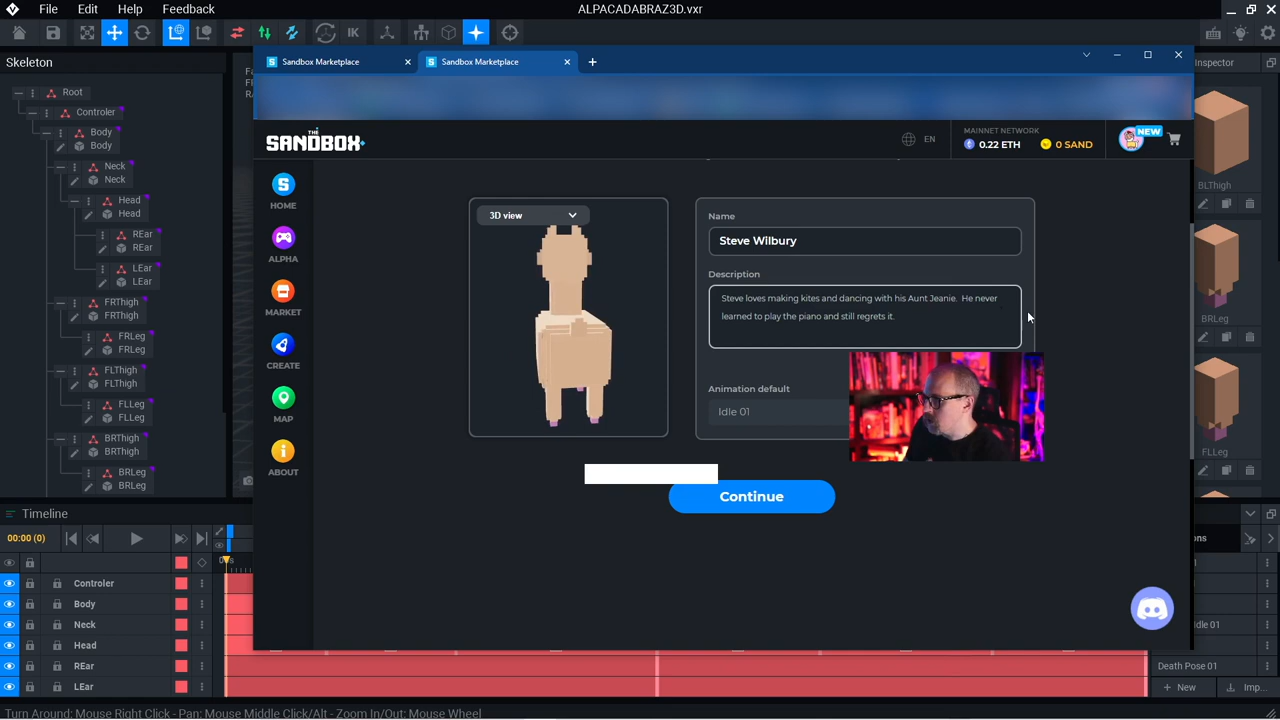 File Edit Help Feedback
ALPACADABRAZ3D.vxr
IK
Skeleton
Root
Controler
Body
Body
Neck
Neck
Head
Head
REar
REar
LEar
LEar
FRThigh
FRThigh
FRLeg
FRLeg
FLThigh
FLThigh
FLLeg
FLLeg
BRThigh
BRThigh
BRLeg
BRLeg
Sandbox Marketplace
Sandbox Marketplace
THE
SANDBOX
EN
MAINNET NETWORK
0.22 ETH
0 SAND
NEW
HOME
ALPHA
MARKET
CREATE
MAP
ABOUT
3D view
Name
Steve Wilbury
Description
Steve loves making kites and dancing with his Aunt Jeanie. He never
learned to play the piano and still regrets it.
Animation default
Idle 01
Continue
Inspector
BLThigh
BRLeg
FLLeg
Timeline
00:00 (0)
Controler
Body
Neck
Head
REar
LEar
Idle 01
Death Pose 01
New
Imp...
Turn Around: Mouse Right Click - Pan: Mouse Middle Click/Alt - Zoom In/Out: Mouse Wheel